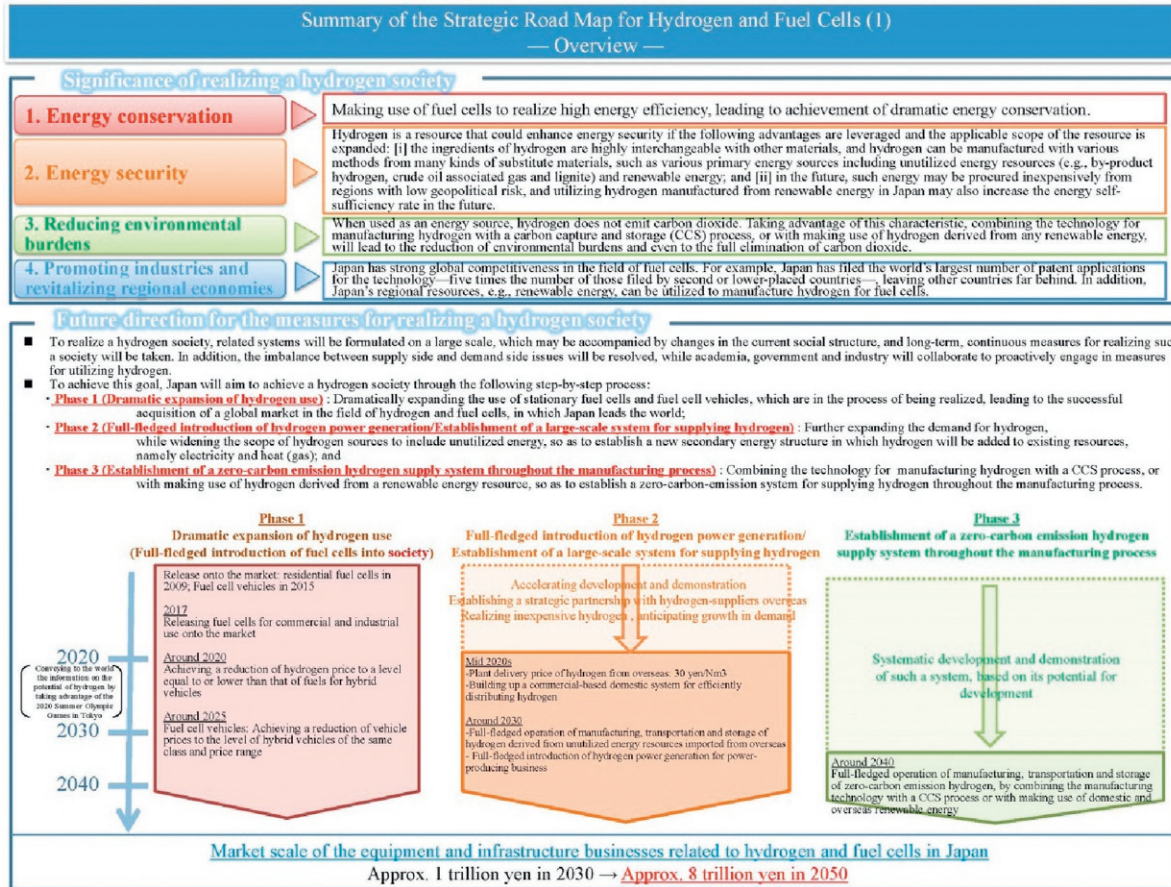 Summary of the Strategic Road Map for Hydrogen and Fuel Cells (1)
— Overview —
Significance of realizing a hydrogen society
1. Energy conservation
Making use of fuel cells to realize high energy efficiency, leading to achievement of dramatic energy conservation.
2. Energy security
Hydrogen is a resource that could enhance energy security if the following advantages are leveraged and the applicable scope of the resource is
expanded: [i] the ingredients of hydrogen are highly interchangeable with other materials, and hydrogen can be manufactured with various
methods from many kinds of substitute materials, such as various primary energy sources including unutilized energy resources (e.g., by-product
hydrogen, crude oil associated gas and lignite) and renewable energy; and [ii] in the future, such energy may be procured inexpensively from
regions with low geopolitical risk, and utilizing hydrogen manufactured from renewable energy in Japan may also increase the energy self-
sufficiency rate in the future.
3. Reducing environmental
burdens
When used as an energy source, hydrogen does not emit carbon dioxide. Taking advantage of this characteristic, combining the technology for
manufacturing hydrogen with a carbon capture and storage (CCS) process, or with making use of hydrogen derived from any renewable energy,
will lead to the reduction of environmental burdens and even to the full elimination of carbon dioxide.
4. Promoting industries and
revitalizing regional economies
Japan has strong global competitiveness in the field of fuel cells. For example, Japan has filed the world's largest number of patent applications
for the technology—five times the number of those filed by second or lower-placed countries—, leaving other countries far behind. In addition,
Japan's regional resources, e.g., renewable energy, can be utilized to manufacture hydrogen for fuel cells.
Future direction for the measures for realizing a hydrogen society
■ To realize a hydrogen society, related systems will be formulated on a large scale, which may be accompanied by changes in the current social structure, and long-term, continuous measures for realizing suc
a society will be taken. In addition, the imbalance between supply side and demand side issues will be resolved, while academia, government and industry will collaborate to proactively engage in measures
for utilizing hydrogen.
■ To achieve this goal, Japan will aim to achieve a hydrogen society through the following step-by-step process:
・Phase 1 (Dramatic expansion of hydrogen use) : Dramatically expanding the use of stationary fuel cells and fuel cell vehicles, which are in the process of being realized, leading to the successful
acquisition of a global market in the field of hydrogen and fuel cells, in which Japan leads the world;
・Phase 2 (Full-fledged introduction of hydrogen power generation/Establishment of a large-scale system for supplying hydrogen) : Further expanding the demand for hydrogen,
while widening the scope of hydrogen sources to include unutilized energy, so as to establish a new secondary energy structure in which hydrogen will be added to existing resources,
namely electricity and heat (gas); and
・Phase 3 (Establishment of a zero-carbon emission hydrogen supply system throughout the manufacturing process) : Combining the technology for manufacturing hydrogen with a CCS process, or
with making use of hydrogen derived from a renewable energy resource, so as to establish a zero-carbon-emission system for supplying hydrogen throughout the manufacturing process.
Phase 1
Dramatic expansion of hydrogen use
(Full-fledged introduction of fuel cells into society)
Release onto the market: residential fuel cells in
2009; Fuel cell vehicles in 2015
2017
Releasing fuel cells for commercial and industrial
use onto the market
Around 2020
Achieving a reduction of hydrogen price to a level
equal to or lower than that of fuels for hybrid
vehicles
Around 2025
Fuel cell vehicles: Achieving a reduction of vehicle
prices to the level of hybrid vehicles of the same
class and price range
2020
Conveying to the world
the information on the
potential of hydrogen by
taking advantage of the
2020 Summer Olympic
Games in Tokyo
2030
2040
Phase 2
Full-fledged introduction of hydrogen power generation/
Establishment of a large-scale system for supplying hydrogen
Accelerating development and demonstration
Establishing a strategic partnership with hydrogen-suppliers overseas
Realizing inexpensive hydrogen , anticipating growth in demand
Mid 2020s
-Plant delivery price of hydrogen from overseas: 30 yen/Nm3
-Building up a commercial-based domestic system for efficiently
distributing hydrogen
Around 2030
-Full-fledged operation of manufacturing, transportation and storage of
hydrogen derived from unutilized energy resources imported from overseas
- Full-fledged introduction of hydrogen power generation for power-
producing business
Phase 3
Establishment of a zero-carbon emission hydrogen
supply system throughout the manufacturing process
Systematic development and demonstration
of such a system, based on its potential for
development
Around 2040
Full-fledged operation of manufacturing, transportation and storage
of zero-carbon emission hydrogen, by combining the manufacturing
technology with a CCS process or with making use of domestic and
overseas renewable energy
Market scale of the equipment and infrastructure businesses related to hydrogen and fuel cells in Japan
Approx. 1 trillion yen in 2030 → Approx. 8 trillion yen in 2050